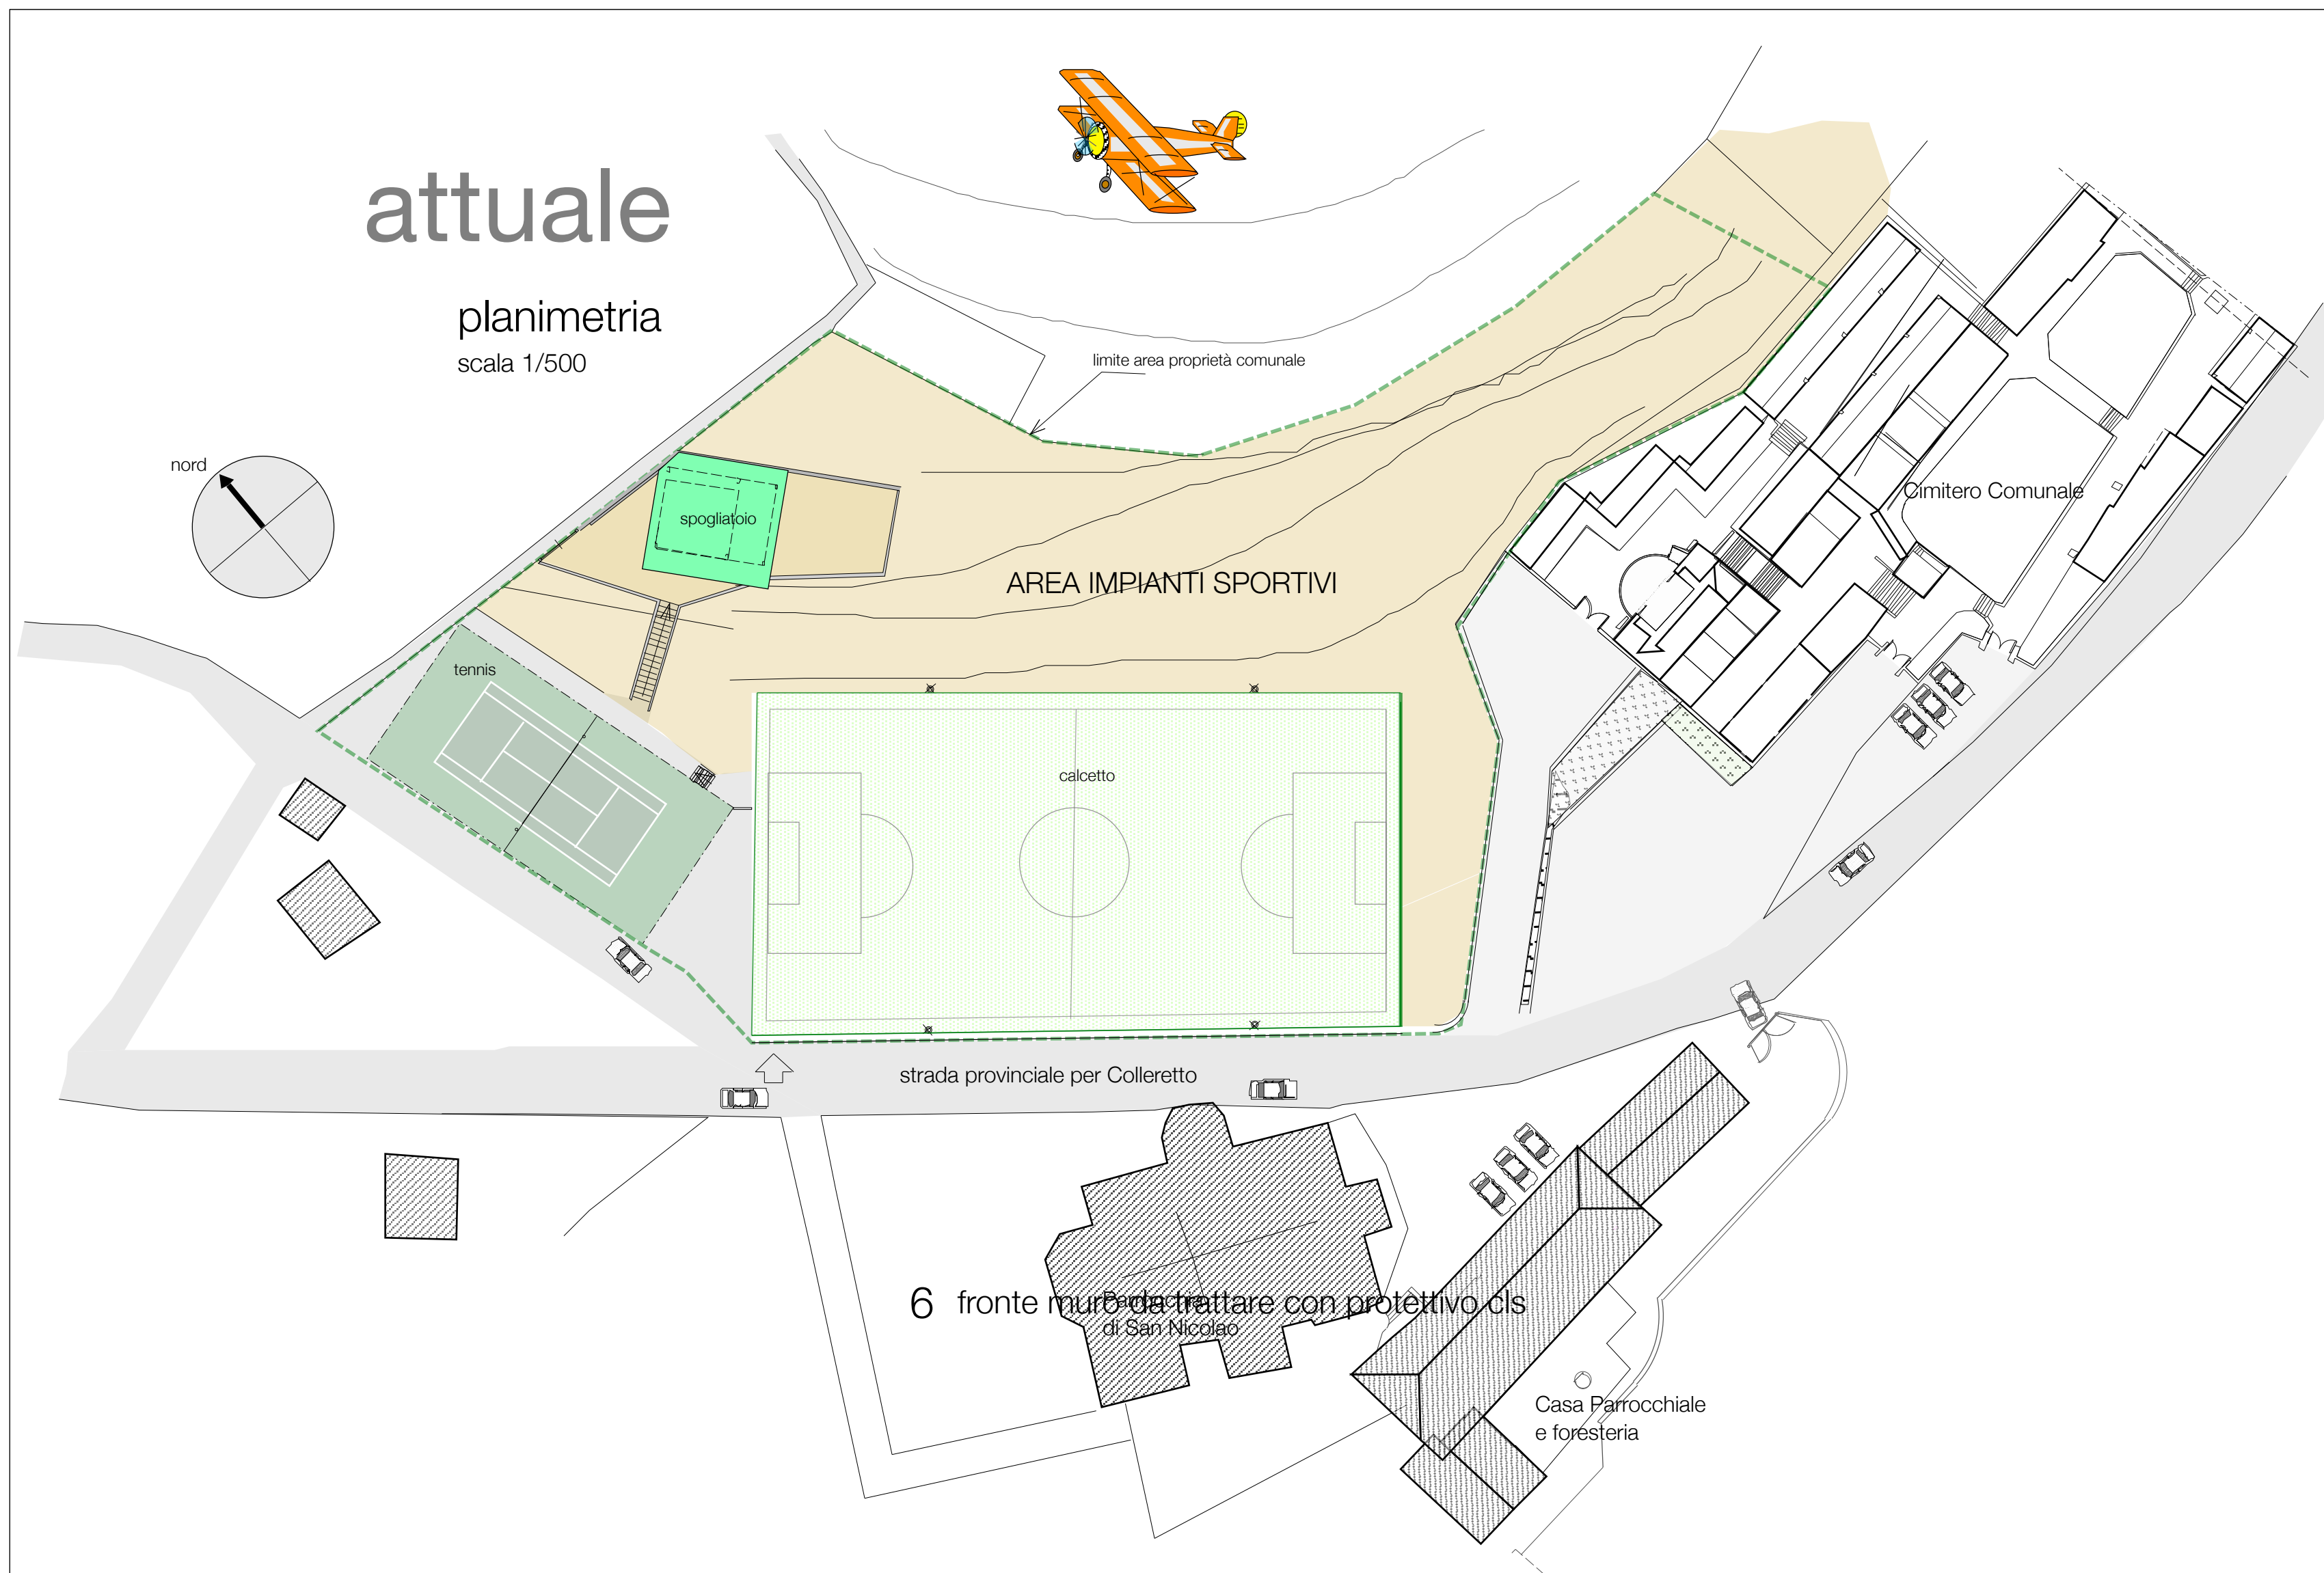 attuale
planimetria
scala 1/500
limite area proprietà comunale
nord
spogliatoio
Cimitero Comunale
AREA IMPIANTI SPORTIVI
tennis
calcetto
strada provinciale per Colleretto
6 fronte muro da trattare con protettivo cls
Parrocchia
di San Nicolao
Casa Parrocchiale
e foresteria